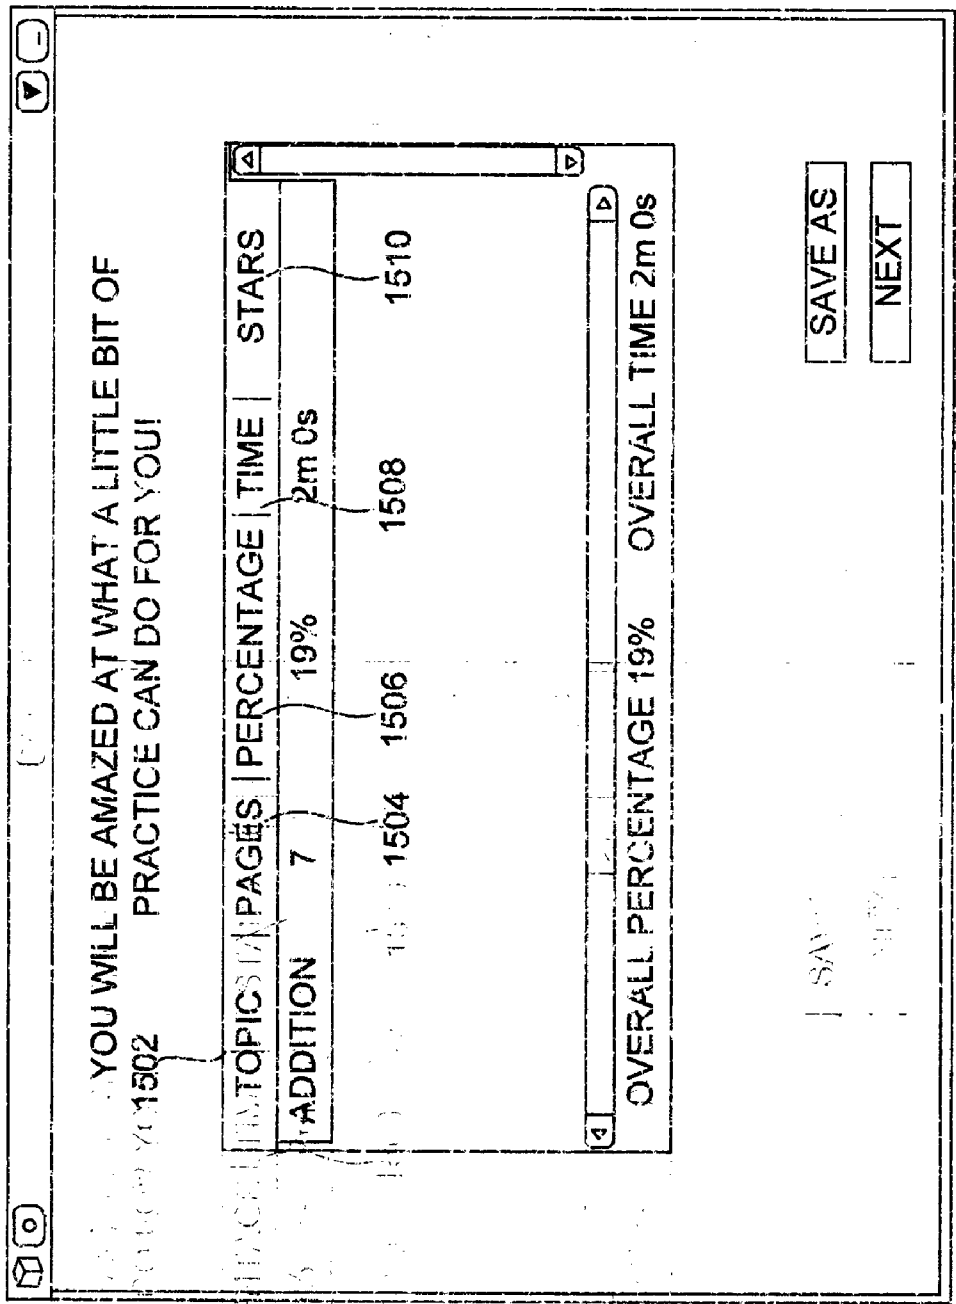 YOU WILL BE AMAZED AT WHAT A LITTLE BIT OF
PRACTICE CAN DO FOR YOU!
1502
TOPIC | PAGES | PERCENTAGE | TIME | STARS
ADDITION 7 19% 2m 0s
1504 1506 1508 1510
OVERALL PERCENTAGE 19% OVERALL TIME 2m 0s
SAVE AS
NEXT